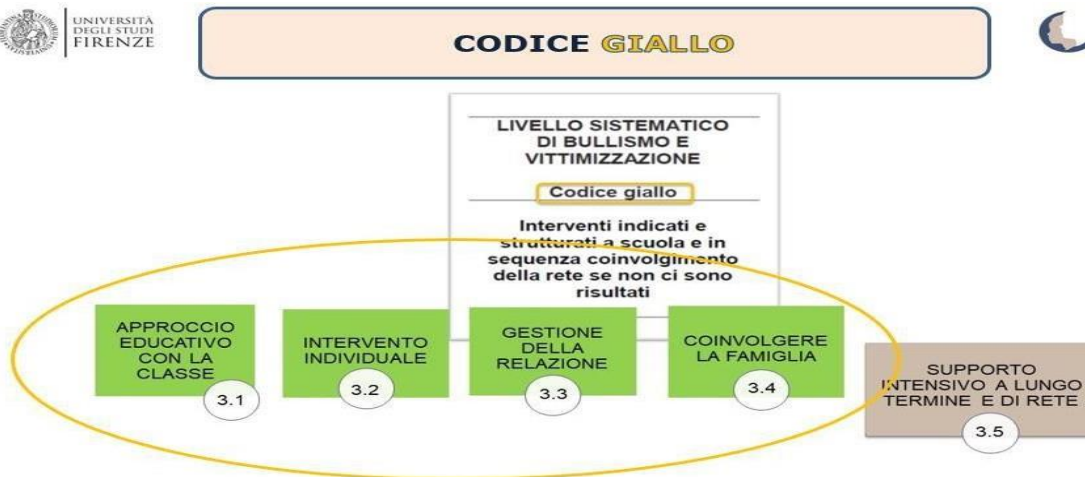 UNIVERSITÀ
DEGLI STUDI
FIRENZE
CODICE GIALLO
LIVELLO SISTEMATICO
DI BULLISMO E
VITTIMIZZAZIONE
Codice giallo
Interventi indicati e
strutturati a scuola e in
sequenza coinvolgimento
della rete se non ci sono
risultati
APPROCCIO
EDUCATIVO
CON LA
CLASSE
3.1
INTERVENTO
INDIVIDUALE
3.2
GESTIONE
DELLA
RELAZIONE
3.3
COINVOLGERE
LA FAMIGLIA
3.4
SUPPORTO
INTENSIVO A LUNGO
TERMINE E DI RETE
3.5